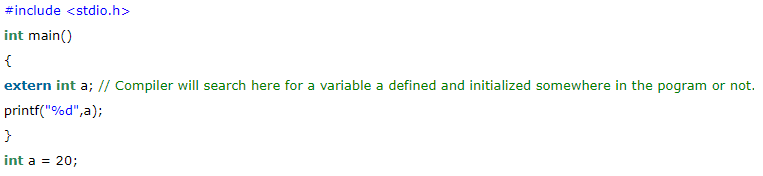 #include <stdio.h>
int main()
{
extern int a; // Compiler will search here for a variable a defined and initialized somewhere in the pogram or not.
printf("%d",a);
}
int a = 20;